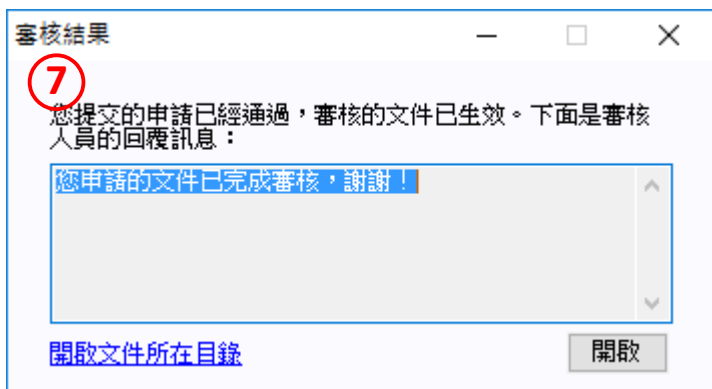 審核結果
⑦
您提交的申請已經通過，審核的文件已生效。下面是審核
人員的回覆訊息：
您申請的文件已完成審核，謝謝！
開啟文件所在目錄
開啟